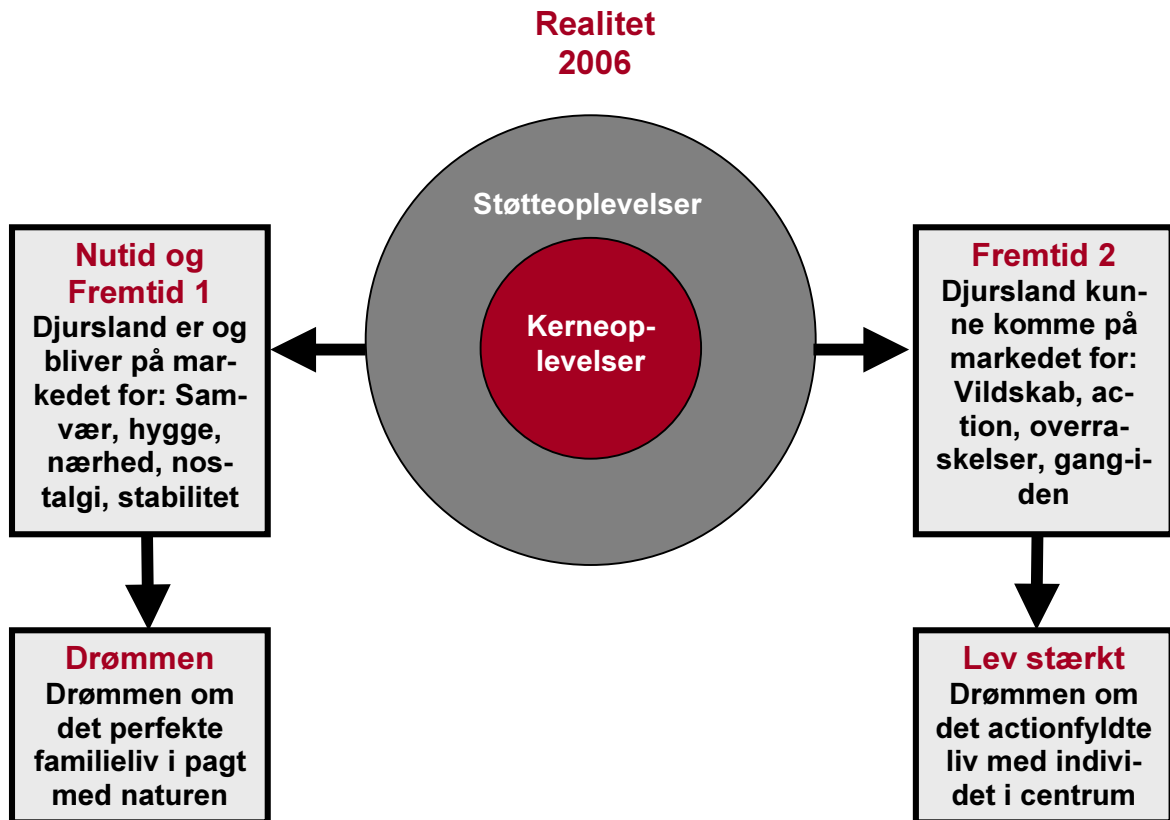 Realitet
2006
Støtteoplevelser
Kerneop-
levelser
Nutid og
Fremtid 1
Djursland er og
bliver på mar-
kedet for: Sam-
vær, hygge,
nærhed, nos-
talgi, stabilitet
Drømmen
Drømmen om
det perfekte
familieliv i pagt
med naturen
Fremtid 2
Djursland kun-
ne komme på
markedet for:
Vildskab, ac-
tion, overra-
skelser, gang-i-
den
Lev stærkt
Drømmen om
det actionfyldte
liv med indivi-
det i centrum